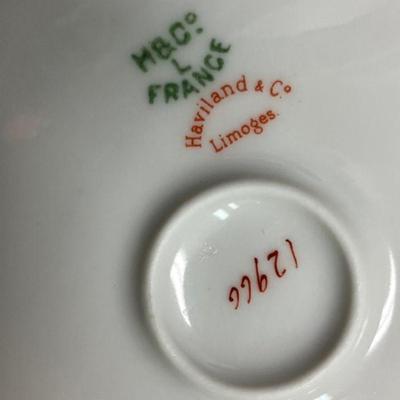 H&Cº
L
FRANCE
Haviland & Cº
Limoges.
12966